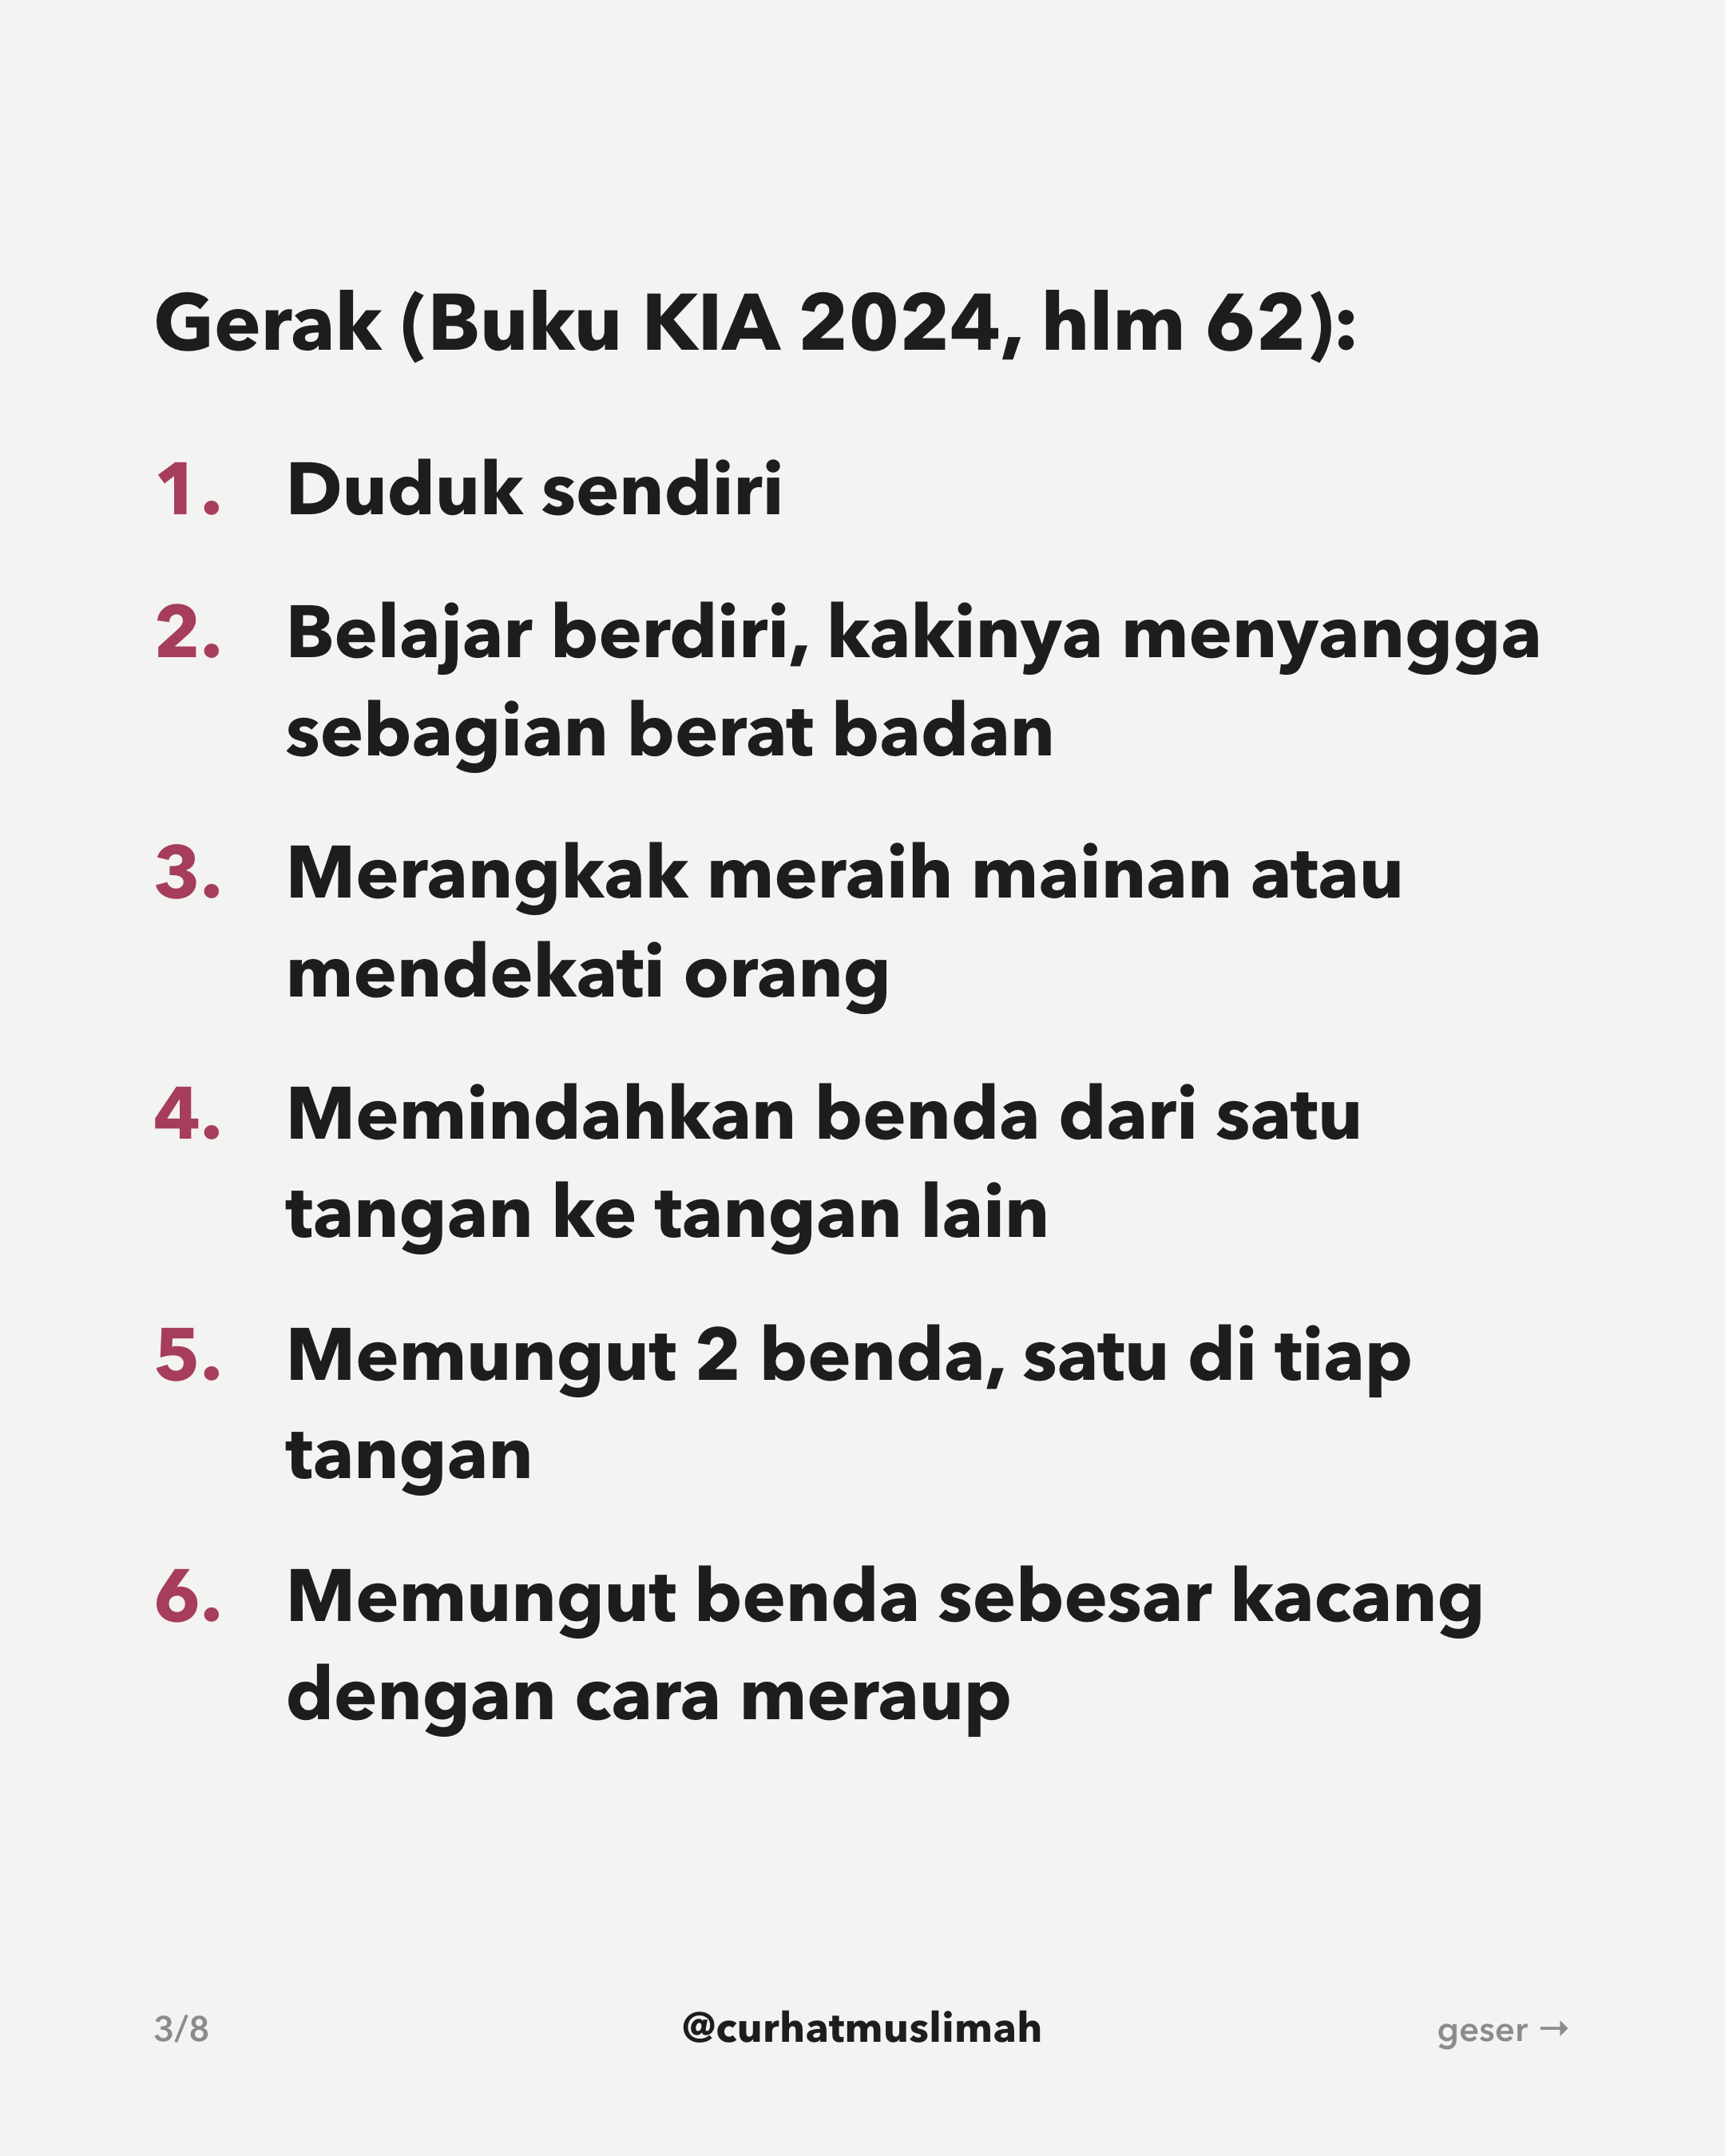 Gerak (Buku KIA 2024, hlm 62):
1. Duduk sendiri
2. Belajar berdiri, kakinya menyangga
sebagian berat badan
3. Merangkak meraih mainan atau
mendekati orang
4. Memindahkan benda dari satu
tangan ke tangan lain
5. Memungut 2 benda, satu di tiap
tangan
6. Memungut benda sebesar kacang
dengan cara meraup
3/8 @curhatmuslimah geser →